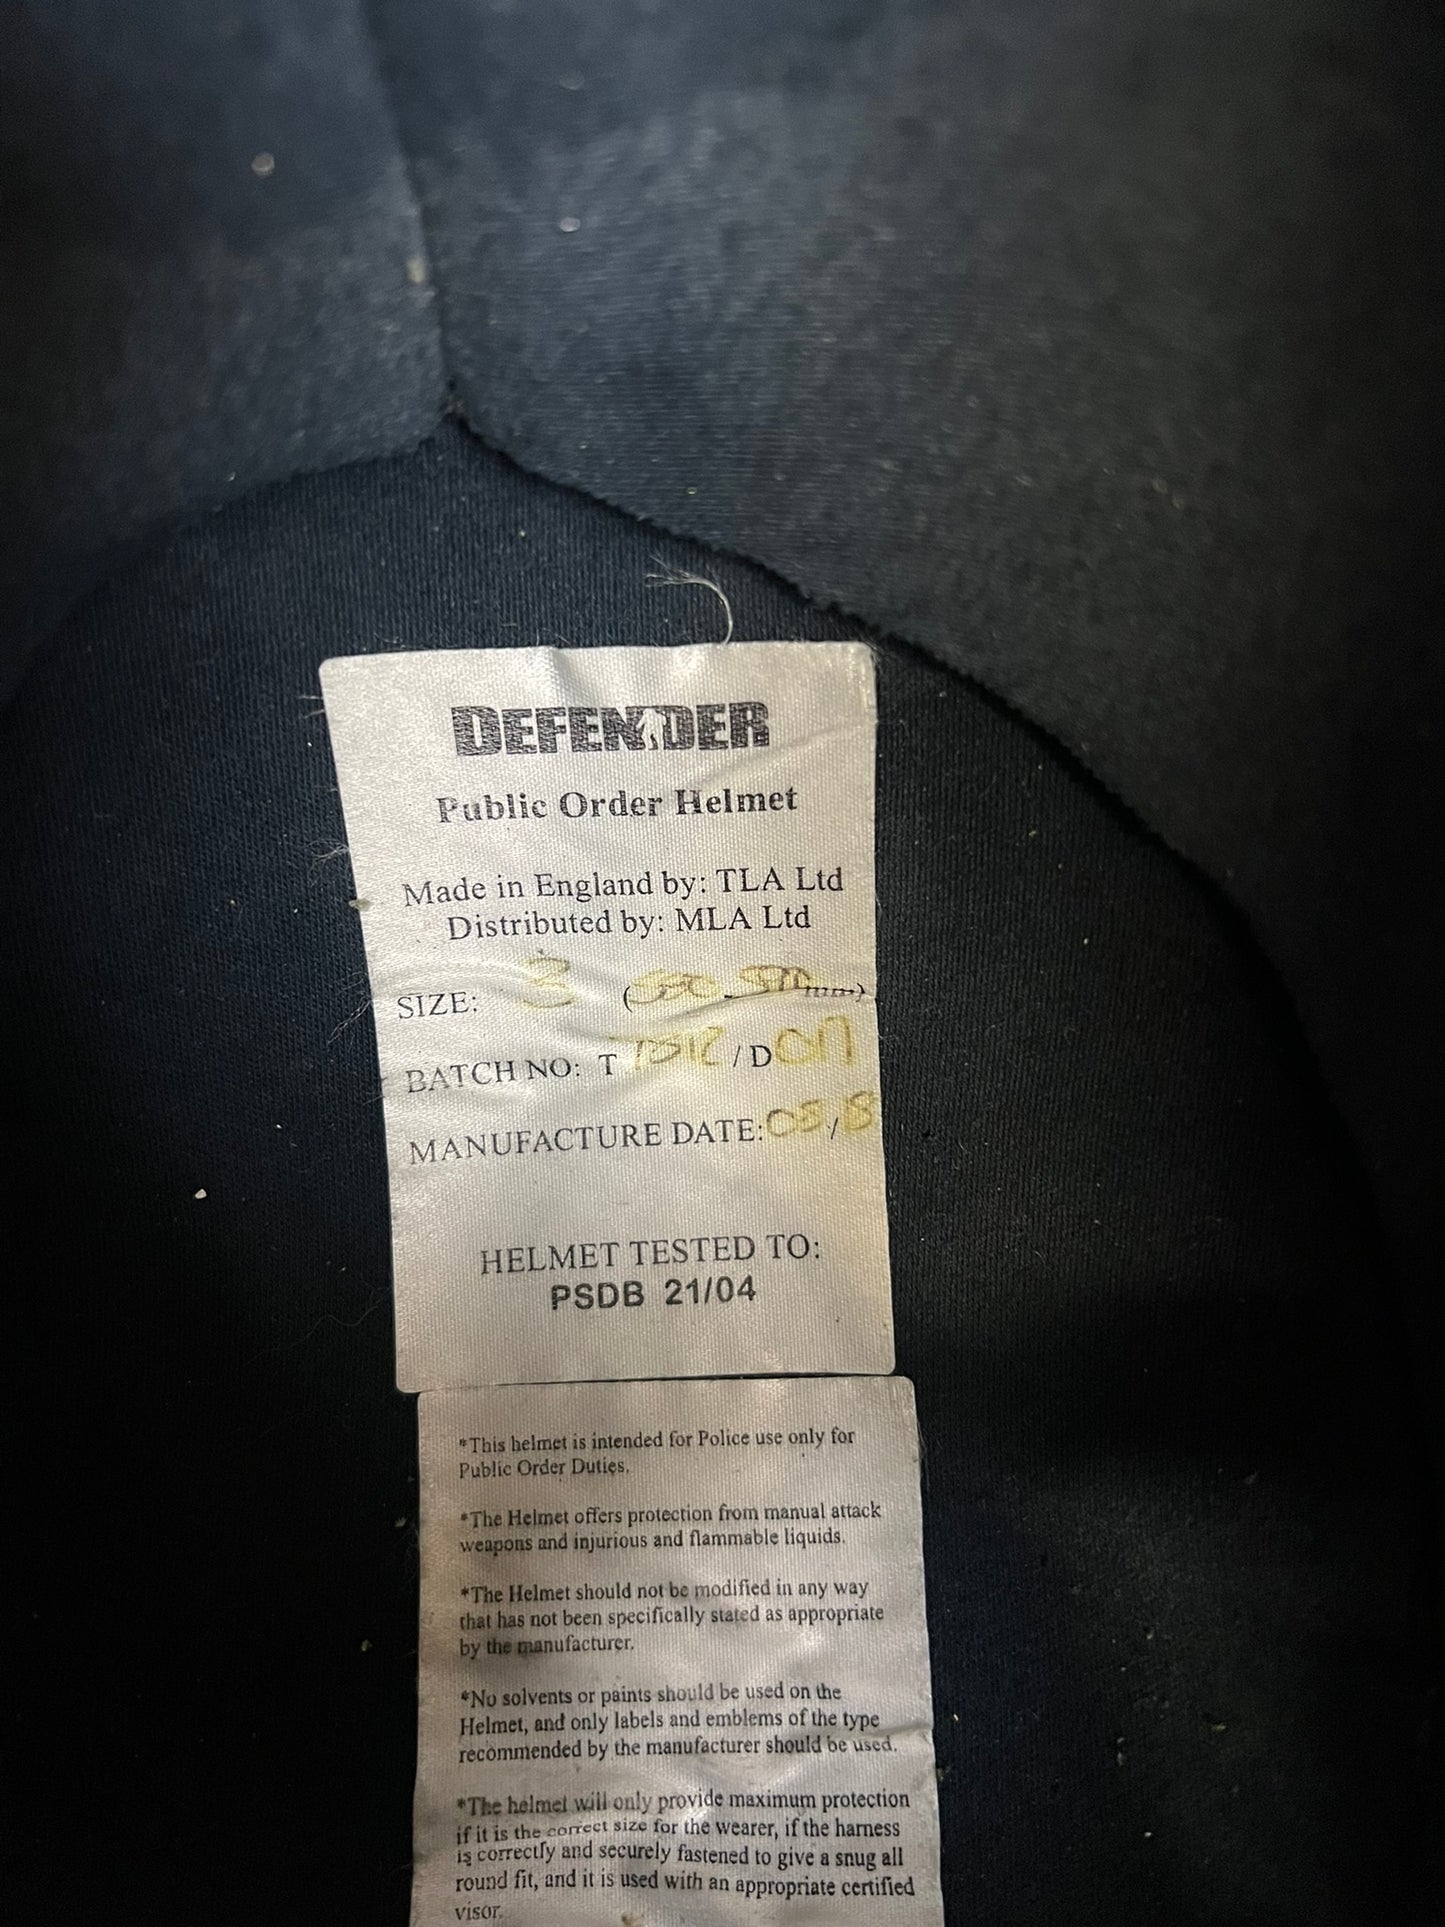 DEFENDER
Public Order Helmet
Made in England by: TLA Ltd
Distributed by: MLA Ltd
SIZE: ( mm)
BATCH NO: T / D017
MANUFACTURE DATE: /
HELMET TESTED TO:
PSDB 21/04
*This helmet is intended for Police use only for
Public Order Duties.
*The Helmet offers protection from manual attack
weapons and injurious and flammable liquids.
*The Helmet should not be modified in any way
that has not been specifically stated as appropriate
by the manufacturer.
*No solvents or paints should be used on the
Helmet, and only labels and emblems of the type
recommended by the manufacturer should be used.
*The helmet will only provide maximum protection
if it is the correct size for the wearer, if the harness
is correctly and securely fastened to give a snug all
round fit, and it is used with an appropriate certified
visor.